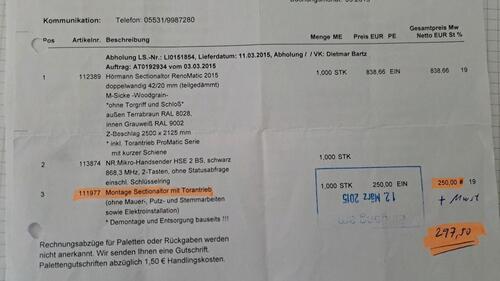 Kommunikation: Telefon: 05531/9987280
Gesamtpreis Mw
Pos Artikelnr. Beschreibung Menge ME Preis EUR PE Netto EUR St %
Abholung LS.-Nr.: LI0151854, Lieferdatum: 11.03.2015, Abholung / / VK: Dietmar Bartz
Auftrag: AT0192934 vom 03.03.2015
1 112389 Hörmann Sectionaltor RenoMatic 2015 1,000 STK 838,66 EIN 838,66 19
doppelwandig 42/20 mm (teilgedämmt)
M-Sicke -Woodgrain-
*ohne Torgriff und Schloß*
außen Terrabraun RAL 8028,
innen Grauweiß RAL 9002
Z-Beschlag 2500 x 2125 mm
* inkl. Torantrieb ProMatic Serie
mit kurzer Schiene
2 113874 NR.Mikro-Handsender HSE 2 BS, schwarz 1,000 STK
868,3 MHZ, 2-Tasten, ohne Statusabfrage
einschl. Schlüsselring
3 111977 Montage Sectionaltor mit Torantrieb 1,000 STK 250,00 EIN 250,00 # 19
(ohne Mauer-, Putz- und Stemmarbeiten
sowie Elektroinstallation)
* Demontage und Entsorgung bauseits !!!
12. März 2015
+ Mwst
297,50
Rechnungsabzüge für Paletten oder Rückgaben werden
nicht anerkannt. Wir senden Ihnen eine Gutschrift.
Palettengutschriften abzüglich 1,50 € Handlingskosten.